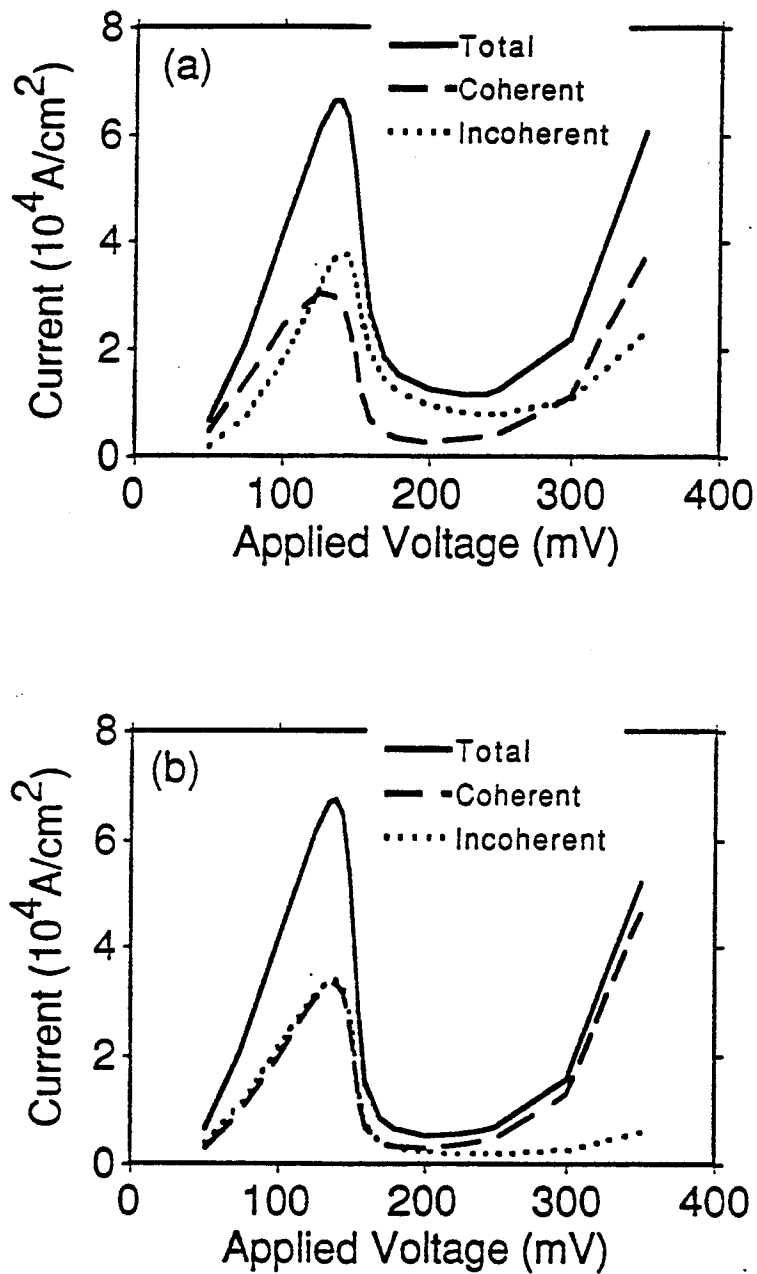 8
(a)
Total
Coherent
Incoherent
6
4
2
0
Current (10⁴A/cm²)
0 100 200 300 400
Applied Voltage (mV)
8
(b)
Total
Coherent
Incoherent
6
4
2
0
Current (10⁴A/cm²)
0 100 200 300 400
Applied Voltage (mV)